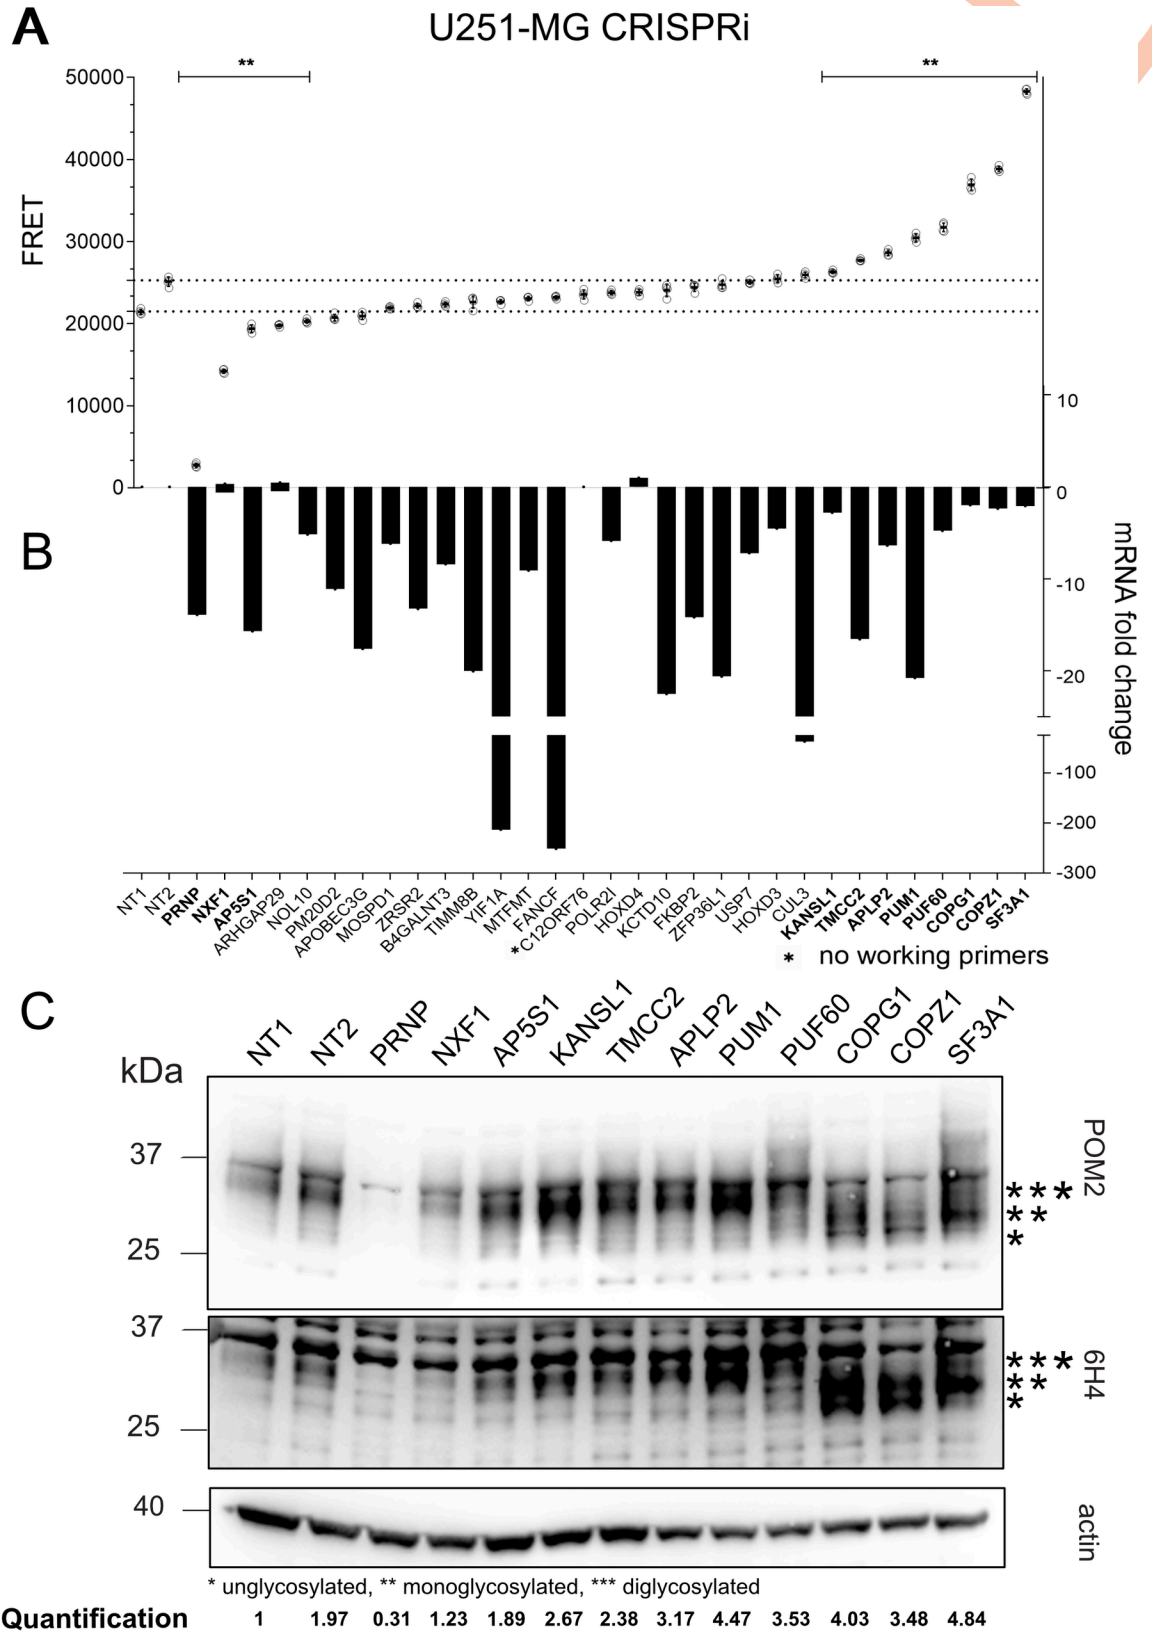 A
U251-MG CRISPRi
** **
50000
40000
30000
20000
10000
0
FRET
B
10
0
-10
-20
-100
-200
-300
mRNA fold change
NT1
NT2
PRNP
NXF1
AP5S1
ARHGAP29
NOL10
PM20D2
APOBEC3G
MOSPD1
ZRSR2
B4GALNT3
TIMM8B
YIF1A
MTFMT
FANCF
*C12ORF76
POLR2I
HOXD4
KCTD10
FKBP2
ZFP36L1
USP7
HOXD3
CUL3
KANSL1
TMCC2
APLP2
PUM1
PUF60
COPG1
COPZ1
SF3A1
* no working primers
C
NT1 NT2 PRNP NXF1 AP5S1 KANSL1 TMCC2 APLP2 PUM1 PUF60 COPG1 COPZ1 SF3A1
kDa
37
25
***
**
*
POM2
37
25
***
**
*
6H4
40
actin
* unglycosylated, ** monoglycosylated, *** diglycosylated
Quantification 1 1.97 0.31 1.23 1.89 2.67 2.38 3.17 4.47 3.53 4.03 3.48 4.84